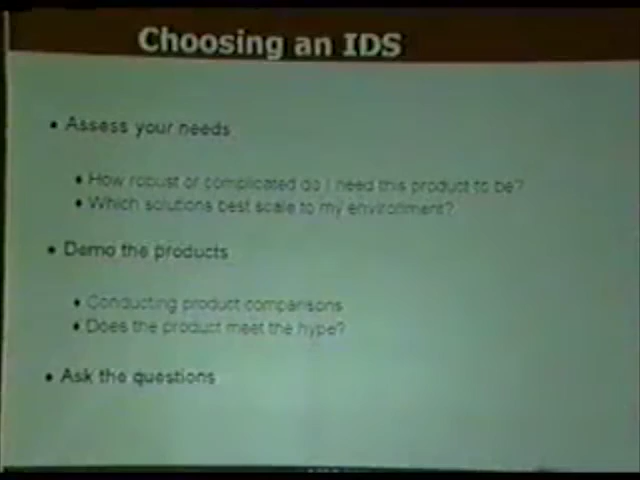 Choosing an IDS
• Assess your needs
• How robust or complicated do I need this product to be?
• Which solutions best scale to my environment?
• Demo the products
• Conducting product comparisons
• Does the product meet the hype?
• Ask the questions